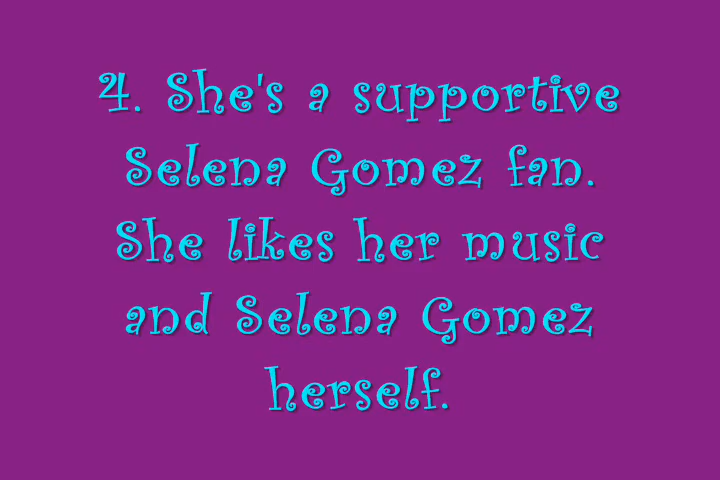 4. She's a supportive
Selena Gomez fan.
She likes her music
and Selena Gomez
herself.